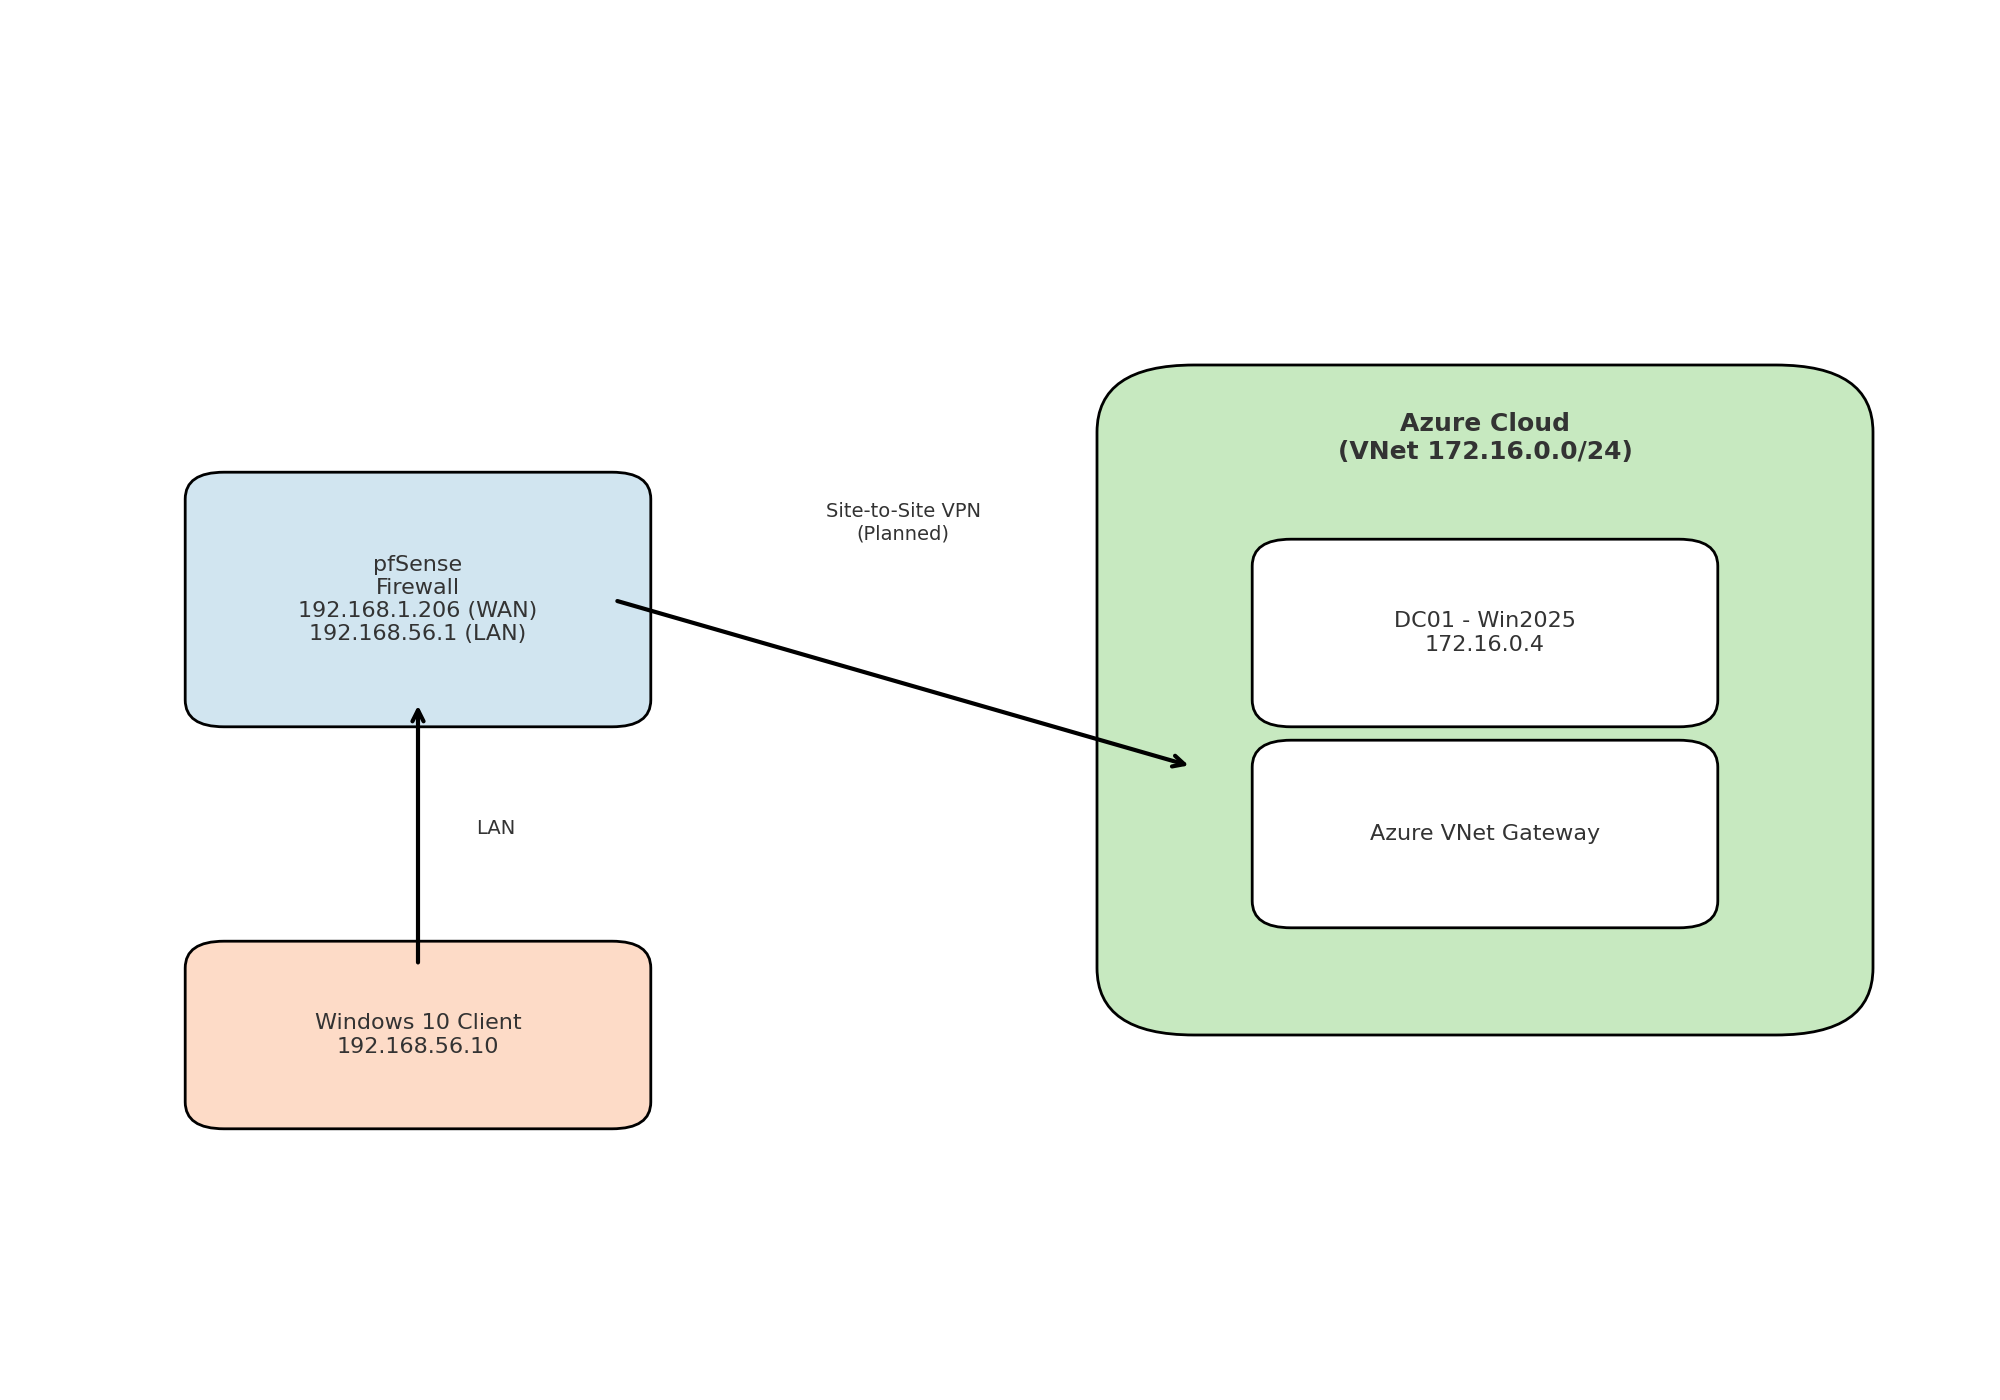 Azure Cloud
(VNet 172.16.0.0/24)
Site-to-Site VPN
(Planned)
pfSense
Firewall
192.168.1.206 (WAN)
192.168.56.1 (LAN)
DC01 - Win2025
172.16.0.4
LAN
Azure VNet Gateway
Windows 10 Client
192.168.56.10